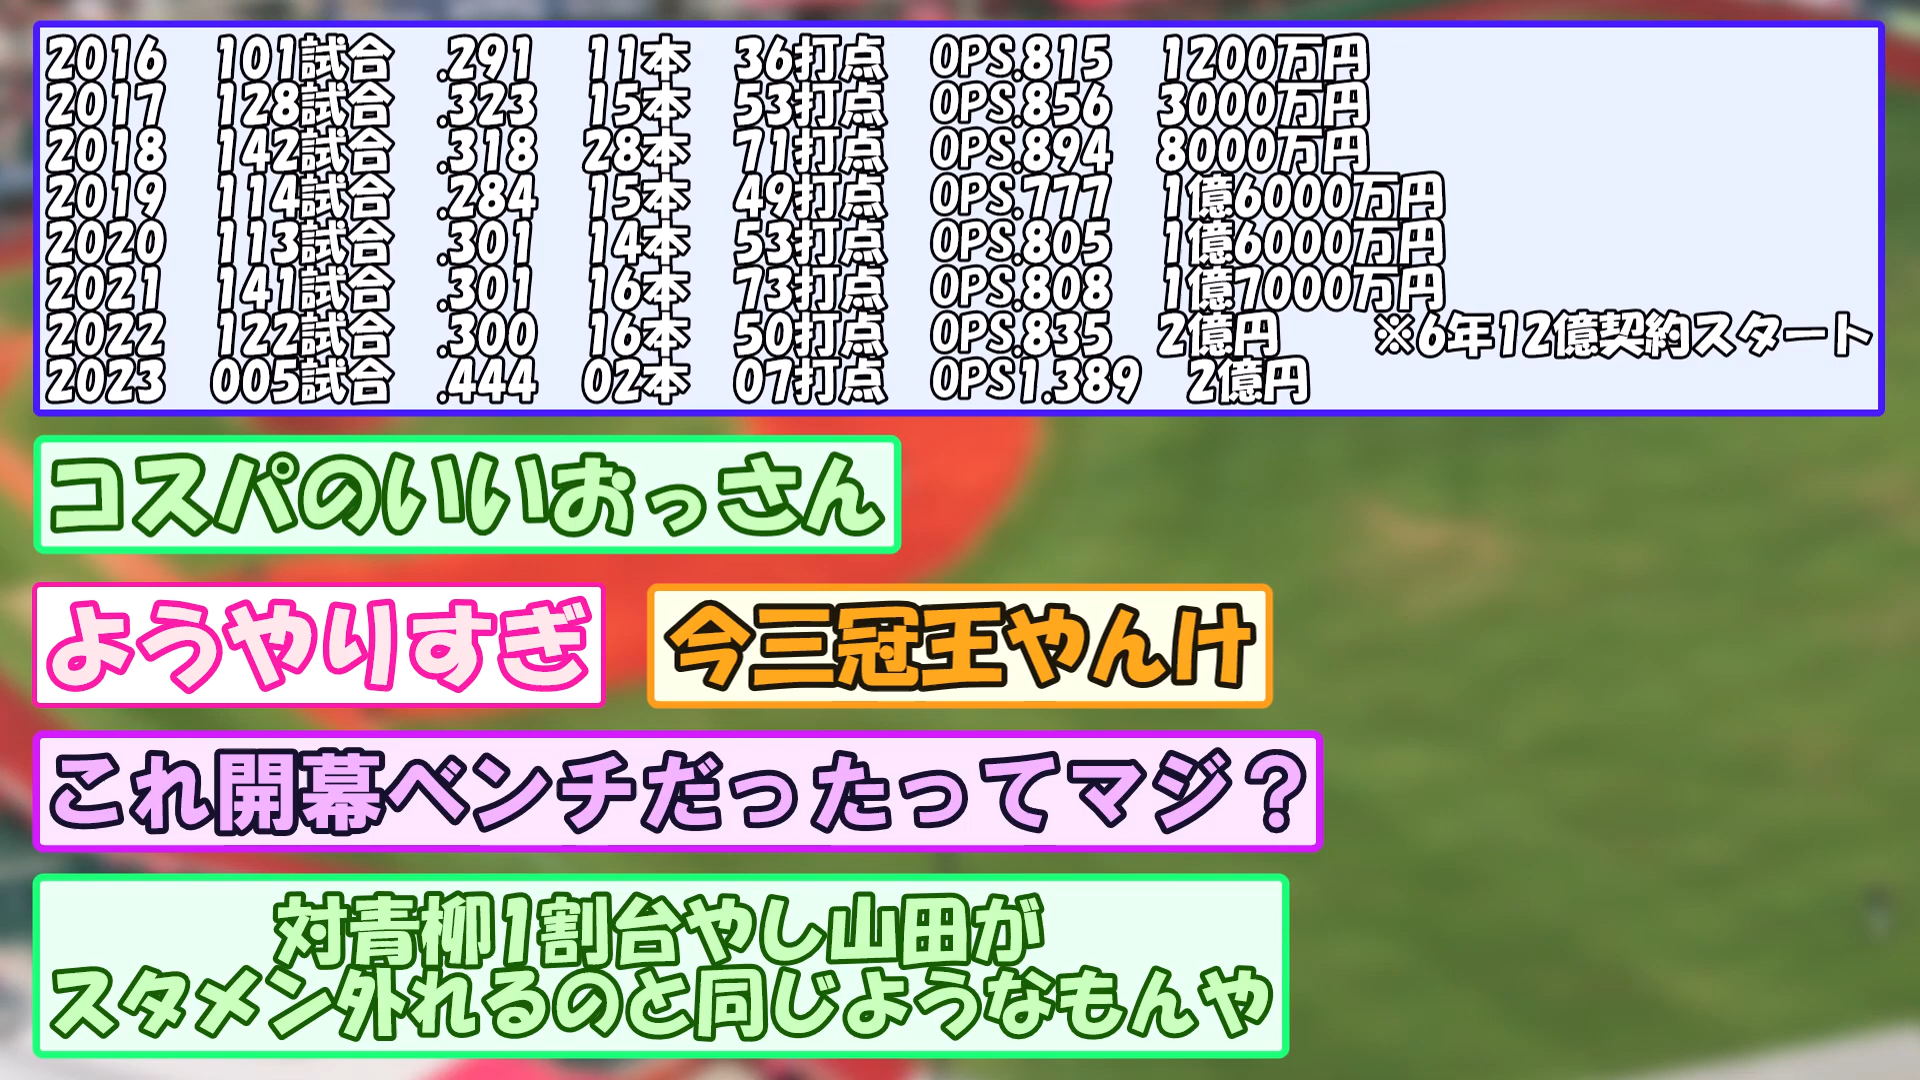 2016 101試合 .291 11本 36打点 OPS.815 1200万円
2017 128試合 .323 15本 53打点 OPS.856 3000万円
2018 142試合 .318 28本 71打点 OPS.894 8000万円
2019 114試合 .284 15本 49打点 OPS.777 1億6000万円
2020 113試合 .301 14本 53打点 OPS.805 1億6000万円
2021 141試合 .301 16本 73打点 OPS.808 1億7000万円
2022 122試合 .300 16本 50打点 OPS.835 2億円 ※6年12億契約スタート
2023 005試合 .444 02本 07打点 OPS1.389 2億円
コスパのいいおっさん
ようやりすぎ
今三冠王やんけ
これ開幕ベンチだったってマジ？
対青柳1割台やし山田が
スタメン外れるのと同じようなもんや